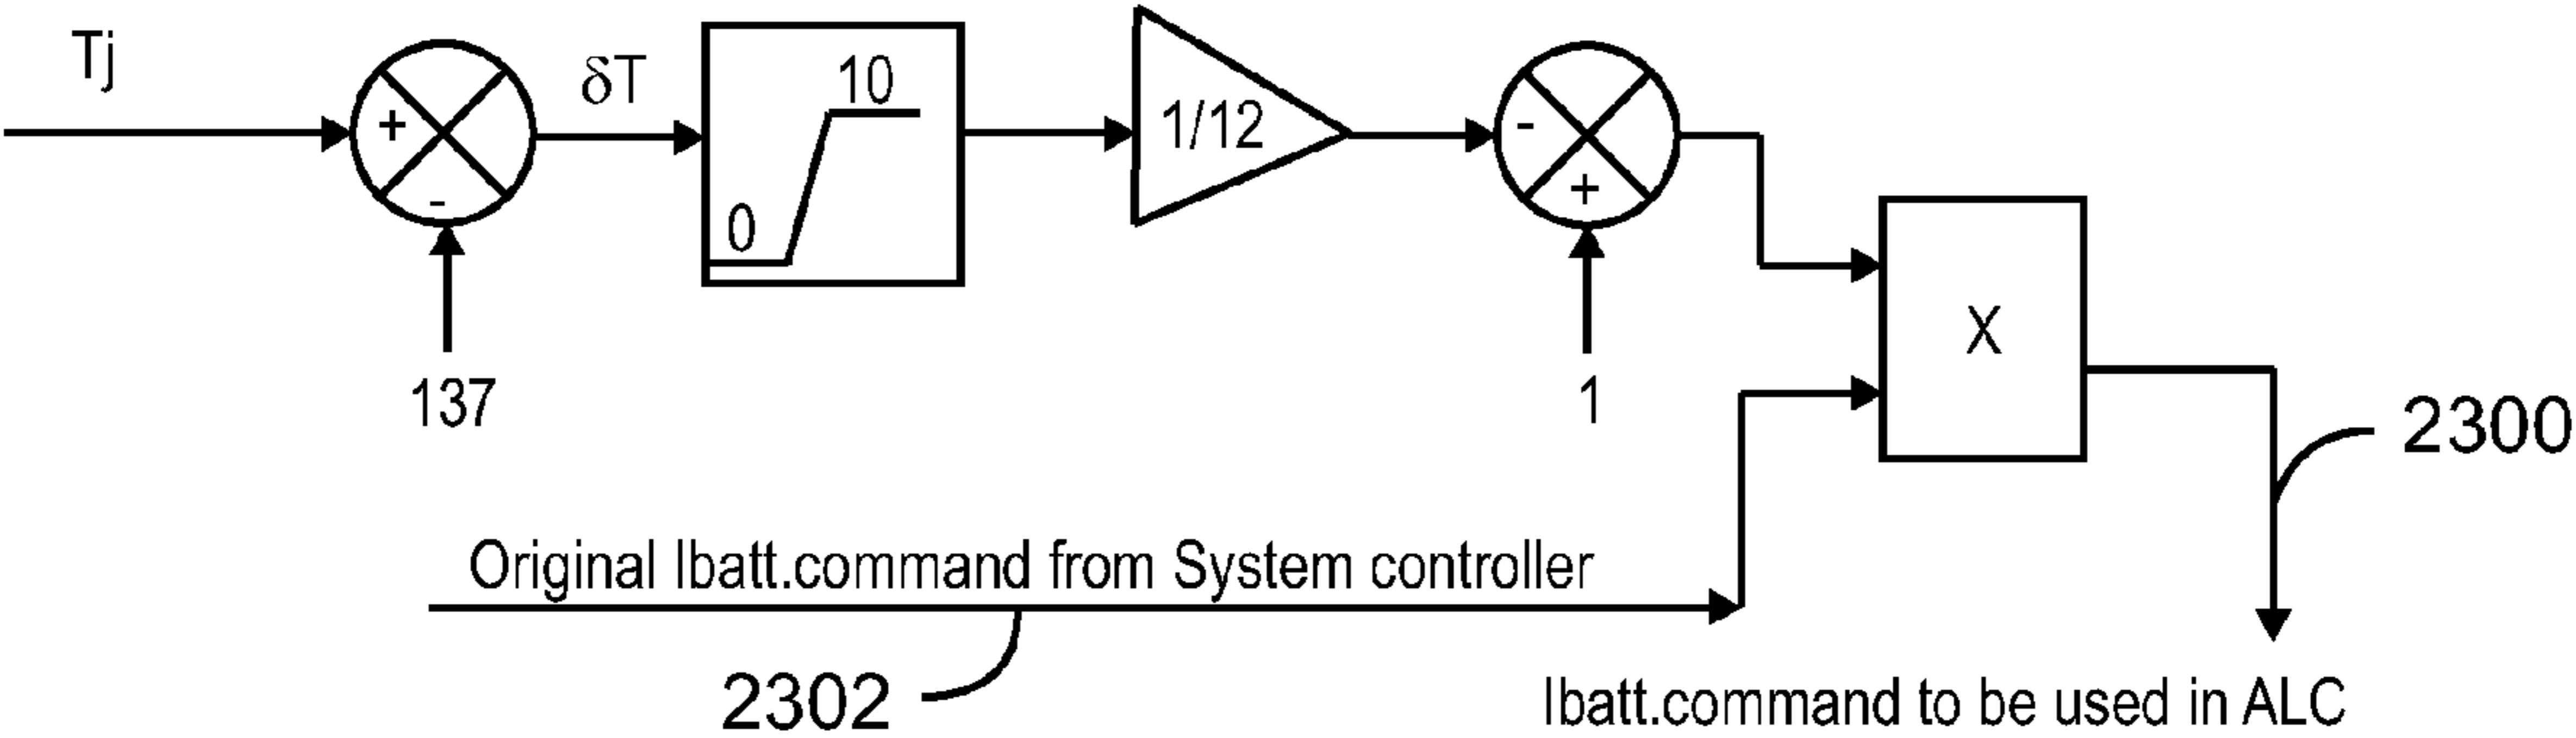 Tj
+
-
137
δT
0
10
1/12
-
+
1
X
2300
Original Ibatt.command from System controller
2302
Ibatt.command to be used in ALC